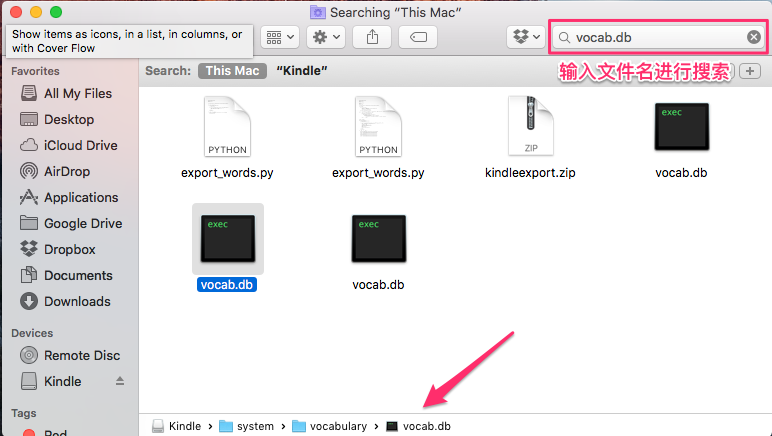 Searching "This Mac"
Show items as icons, in a list, in columns, or
with Cover Flow
vocab.db
输入文件名进行搜索
Search: This Mac "Kindle"
+
Favorites
All My Files
Desktop
iCloud Drive
AirDrop
Applications
Google Drive
Dropbox
Documents
Downloads
Devices
Remote Disc
Kindle
Tags
Red
PYTHON
export_words.py
PYTHON
export_words.py
ZIP
kindleexport.zip
exec
vocab.db
exec
vocab.db
exec
vocab.db
Kindle › system › vocabulary › vocab.db